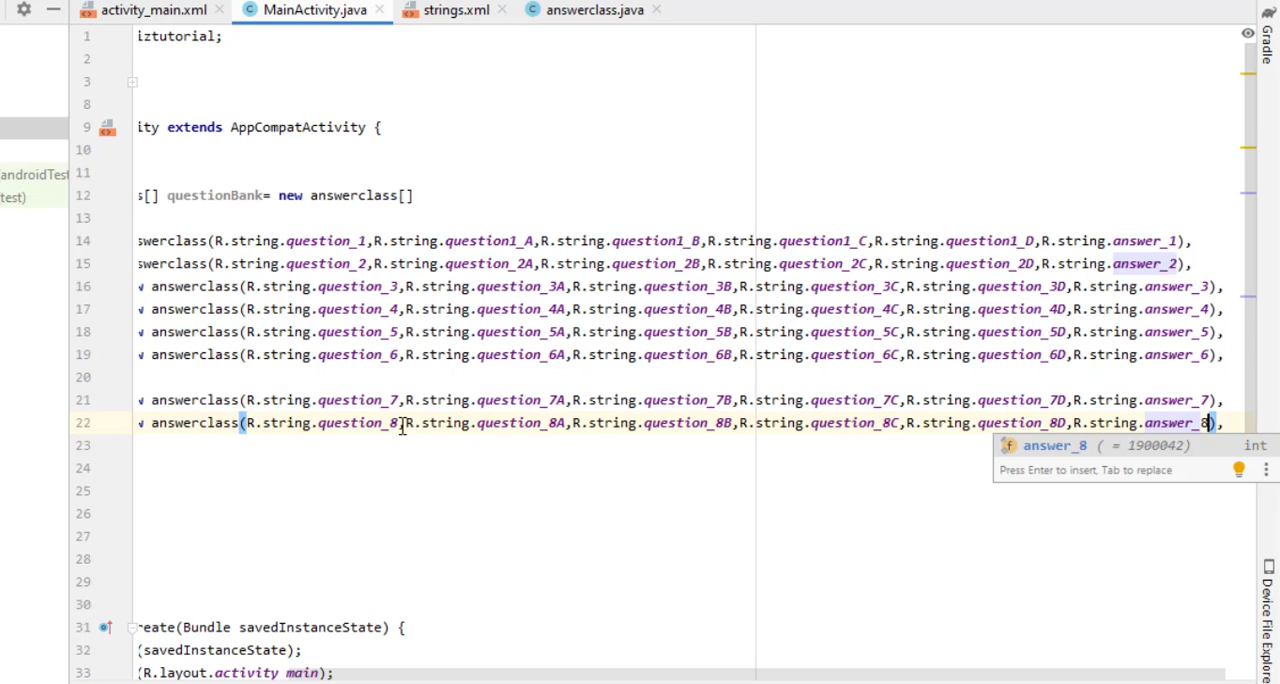 activity_main.xml MainActivity.java strings.xml answerclass.java
1 iztutorial;
2
3
8
9 ity extends AppCompatActivity {
10
11
12 s[] questionBank= new answerclass[]
13
14 swerclass(R.string.question_1,R.string.question1_A,R.string.question1_B,R.string.question1_C,R.string.question1_D,R.string.answer_1),
15 swerclass(R.string.question_2,R.string.question_2A,R.string.question_2B,R.string.question_2C,R.string.question_2D,R.string.answer_2),
16 w answerclass(R.string.question_3,R.string.question_3A,R.string.question_3B,R.string.question_3C,R.string.question_3D,R.string.answer_3),
17 w answerclass(R.string.question_4,R.string.question_4A,R.string.question_4B,R.string.question_4C,R.string.question_4D,R.string.answer_4),
18 w answerclass(R.string.question_5,R.string.question_5A,R.string.question_5B,R.string.question_5C,R.string.question_5D,R.string.answer_5),
19 w answerclass(R.string.question_6,R.string.question_6A,R.string.question_6B,R.string.question_6C,R.string.question_6D,R.string.answer_6),
20
21 w answerclass(R.string.question_7,R.string.question_7A,R.string.question_7B,R.string.question_7C,R.string.question_7D,R.string.answer_7),
22 w answerclass(R.string.question_8,R.string.question_8A,R.string.question_8B,R.string.question_8C,R.string.question_8D,R.string.answer_8),
23
24
25
26
27
28
29
30
31 reate(Bundle savedInstanceState) {
32 (savedInstanceState);
33 (R.layout.activity_main);
androidTest
test)
f answer_8 ( = 1900042) int
Press Enter to insert, Tab to replace
Gradle
Device File Explorer